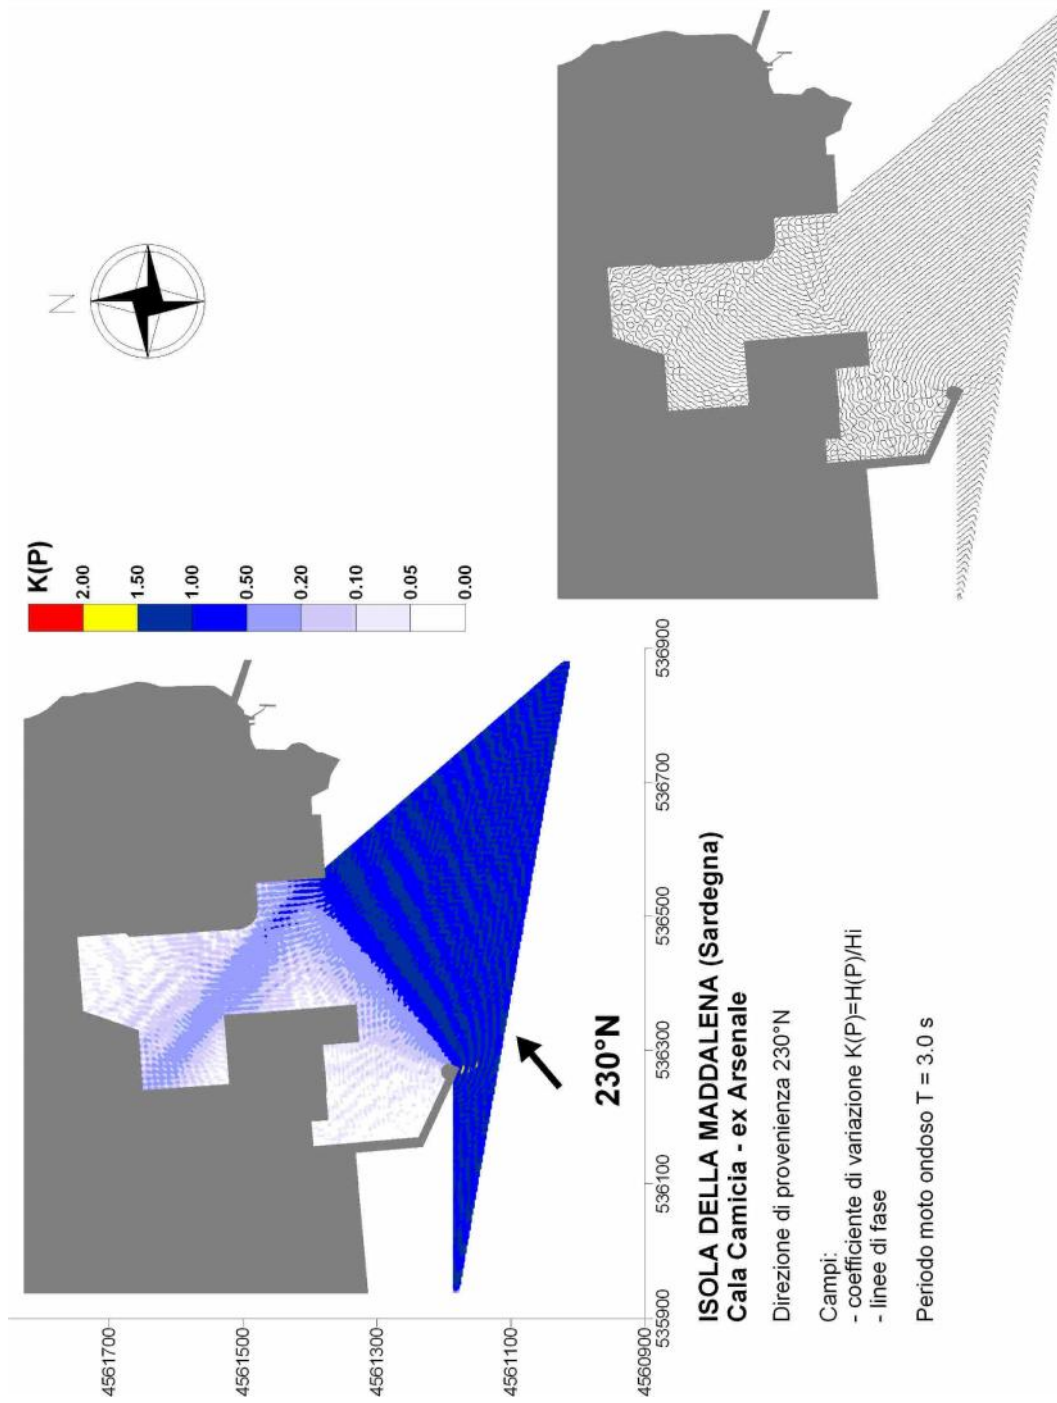 N
K(P)
2.00
1.50
1.00
0.50
0.20
0.10
0.05
0.00
4561700
4561500
4561300
4561100
4560900
535900
536100
536300
536500
536700
536900
230°N
ISOLA DELLA MADDALENA (Sardegna)
Cala Camicia - ex Arsenale
Direzione di provenienza 230°N
Campi:
- coefficiente di variazione K(P)=H(P)/Hi
- linee di fase
Periodo moto ondoso T = 3.0 s